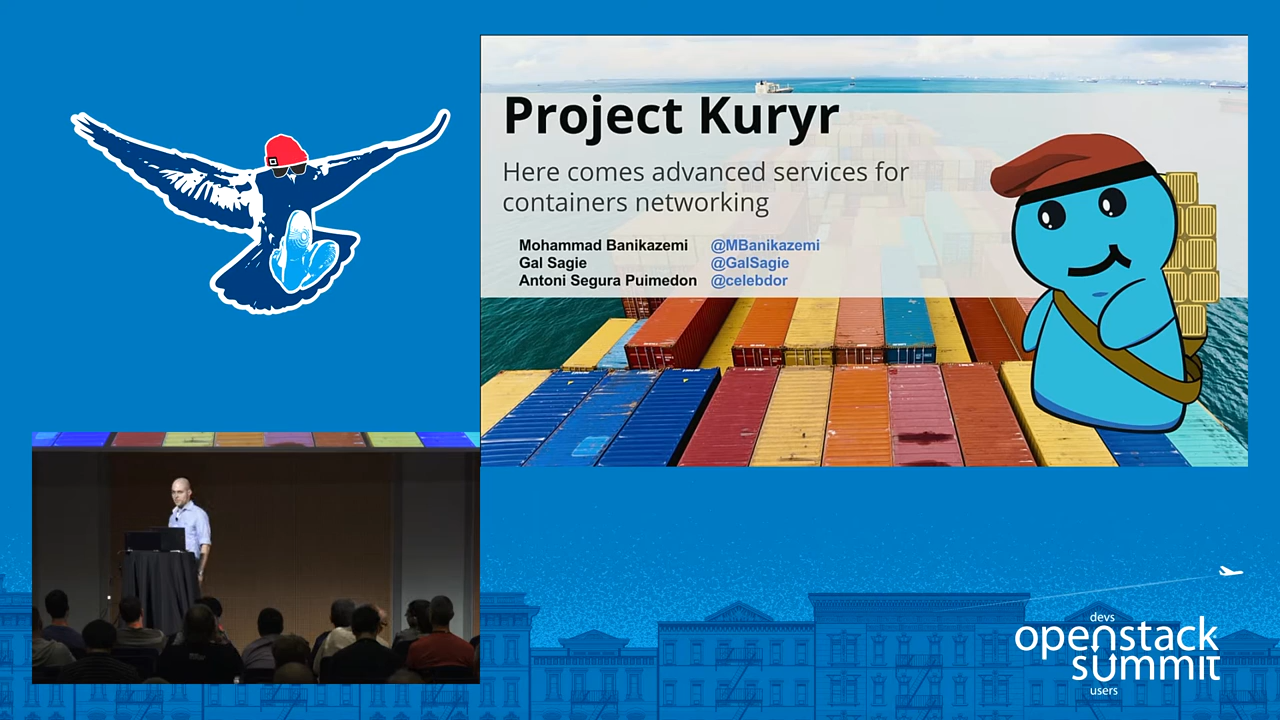 Project Kuryr
Here comes advanced services for
containers networking
Mohammad Banikazemi @MBanikazemi
Gal Sagie @GalSagie
Antoni Segura Puimedon @celebdor
devs
openstack
summit
users